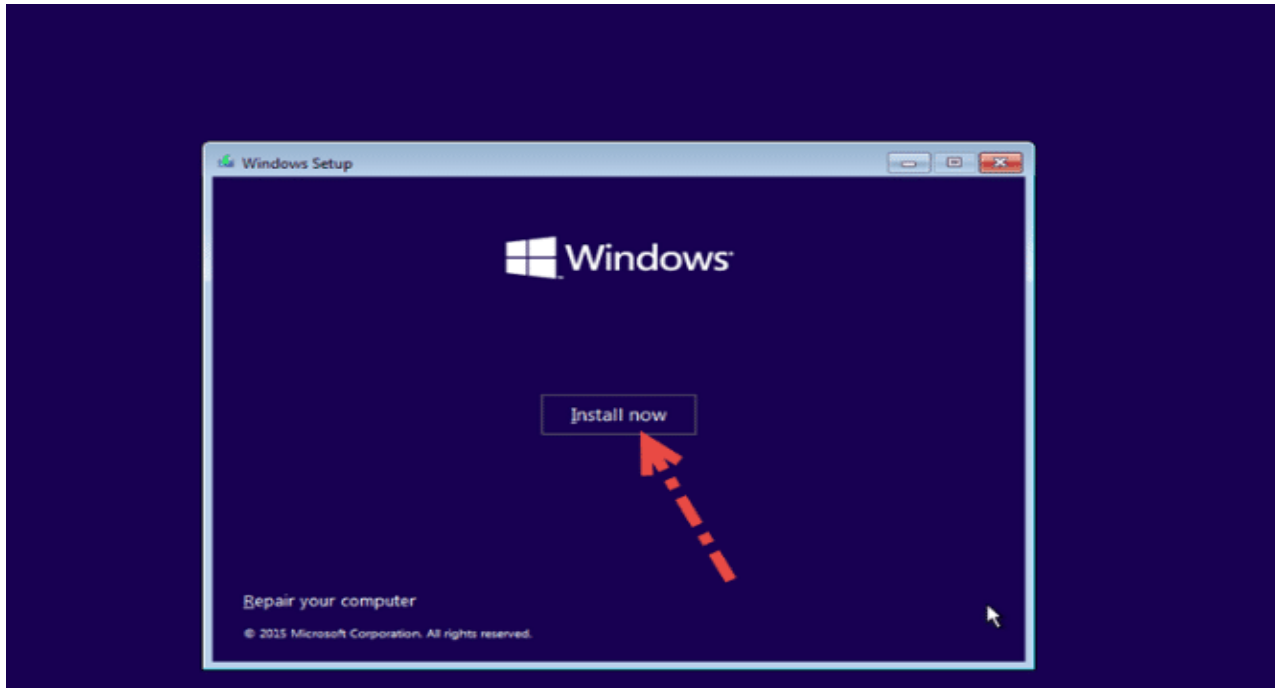 Windows Setup
Windows
Install now
Repair your computer
© 2015 Microsoft Corporation. All rights reserved.